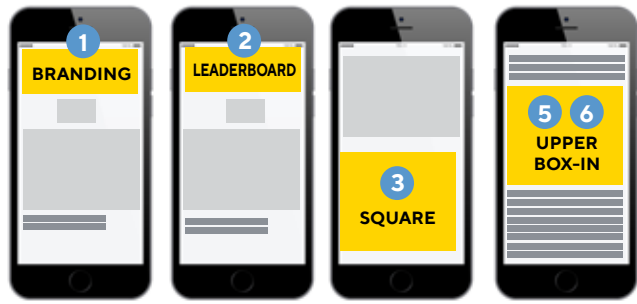 1
BRANDING
2
LEADERBOARD
3
SQUARE
5 6
UPPER
BOX-IN